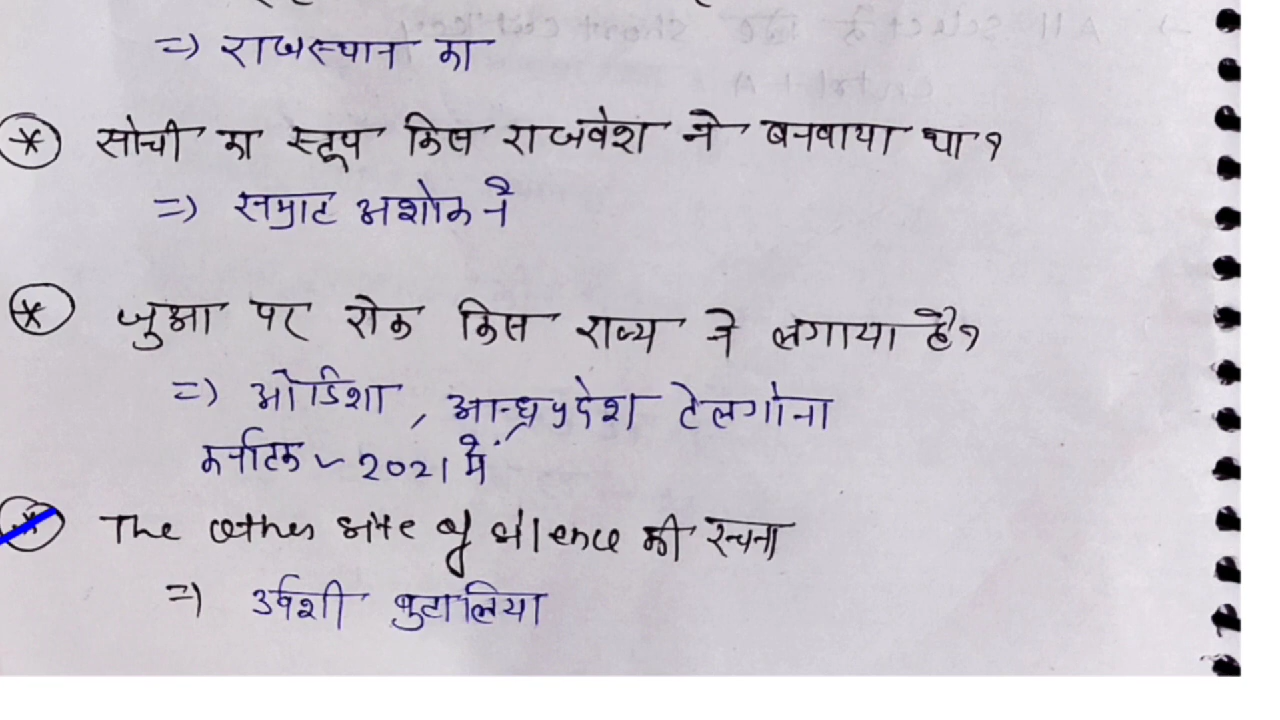 =) राजस्थान का
* सोची का स्टूप किस राजवंश ने बनवाया था?
=) सम्राट अशोक ने
* जुआ पर रोक किस राज्य ने लगाया है?
=) ओडिशा, आन्ध्रप्रदेश टेलगोना
कर्नाटक - 2021 में
* The other side of silence की रचना
=) उर्वशी बुटालिया